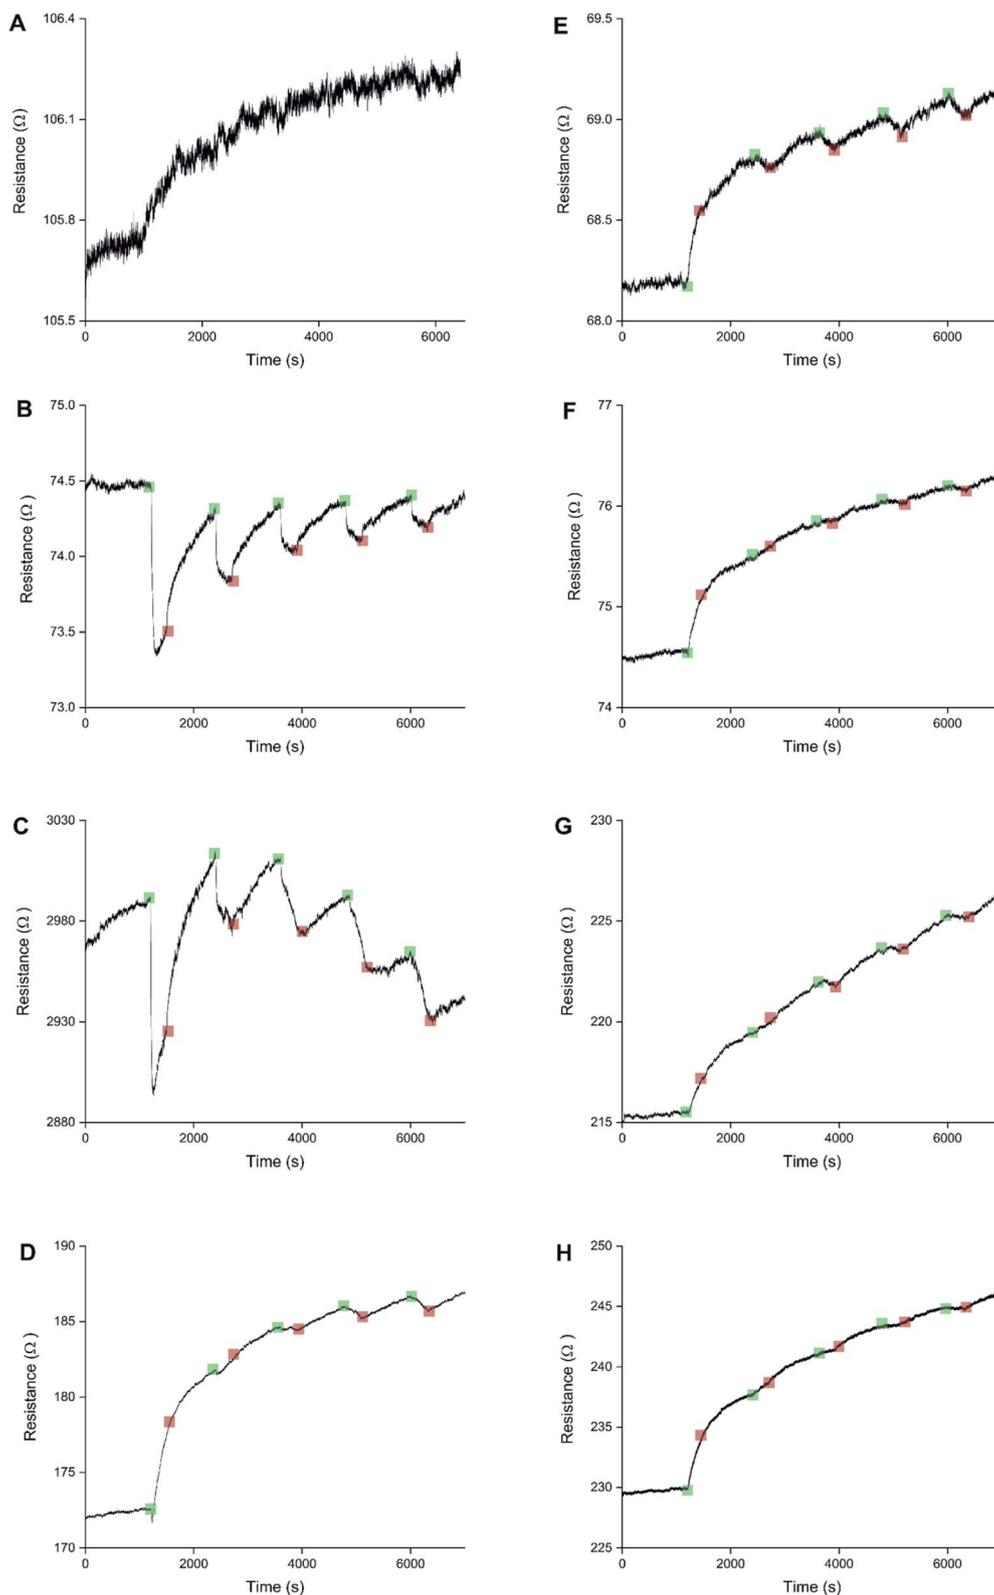 A
106.4
106.1
105.8
105.5
Resistance (Ω)
0 2000 4000 6000
Time (s)
B
75.0
74.5
74.0
73.5
73.0
Resistance (Ω )
0 2000 4000 6000
Time (s)
C
3030
2980
2930
2880
Resistance (Ω )
0 2000 4000 6000
Time (s)
D
190
185
180
175
170
Resistance (Ω )
0 2000 4000 6000
Time (s)
E
69.5
69.0
68.5
68.0
Resistance (Ω )
0 2000 4000 6000
Time (s)
F
77
76
75
74
Resistance (Ω )
0 2000 4000 6000
Time (s)
G
230
225
220
215
Resistance (Ω )
0 2000 4000 6000
Time (s)
H
250
245
240
235
230
225
Resistance (Ω )
0 2000 4000 6000
Time (s)